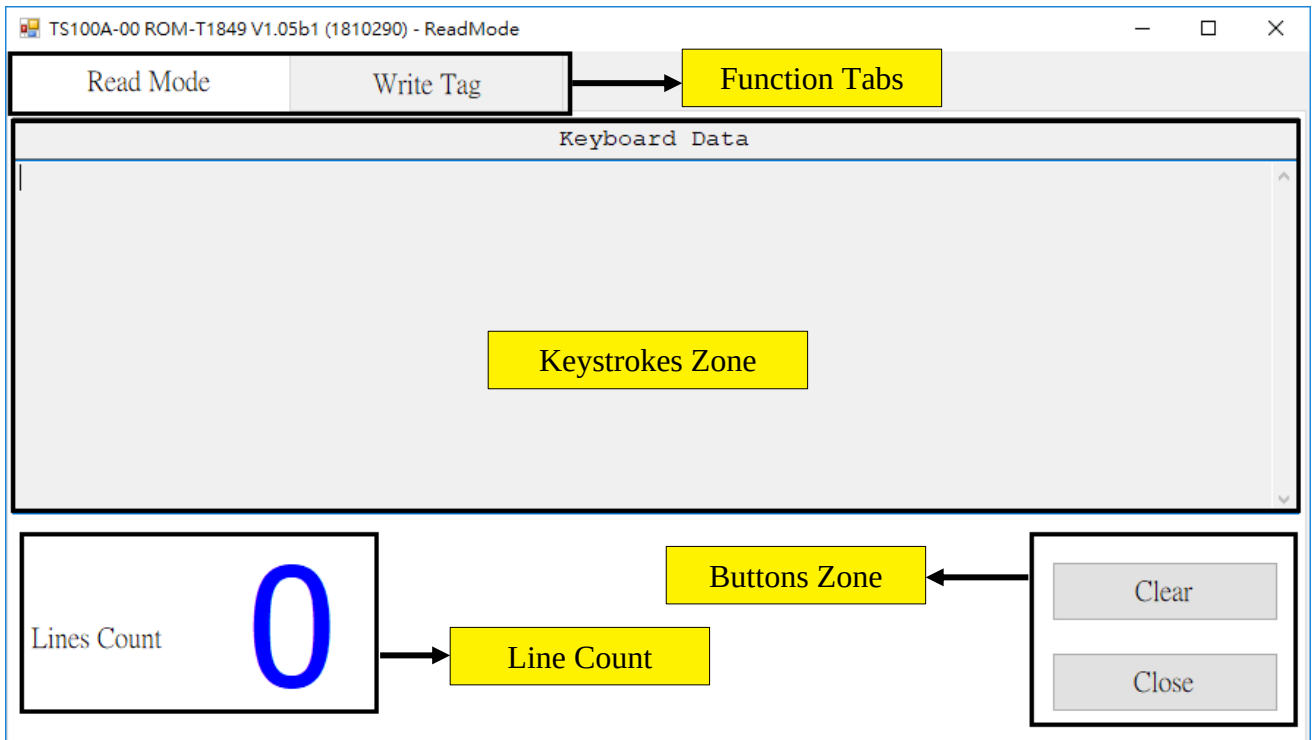 TS100A-00 ROM-T1849 V1.05b1 (1810290) - ReadMode
Read Mode
Write Tag
Function Tabs
Keyboard Data
Keystrokes Zone
Lines Count
0
Line Count
Buttons Zone
Clear
Close